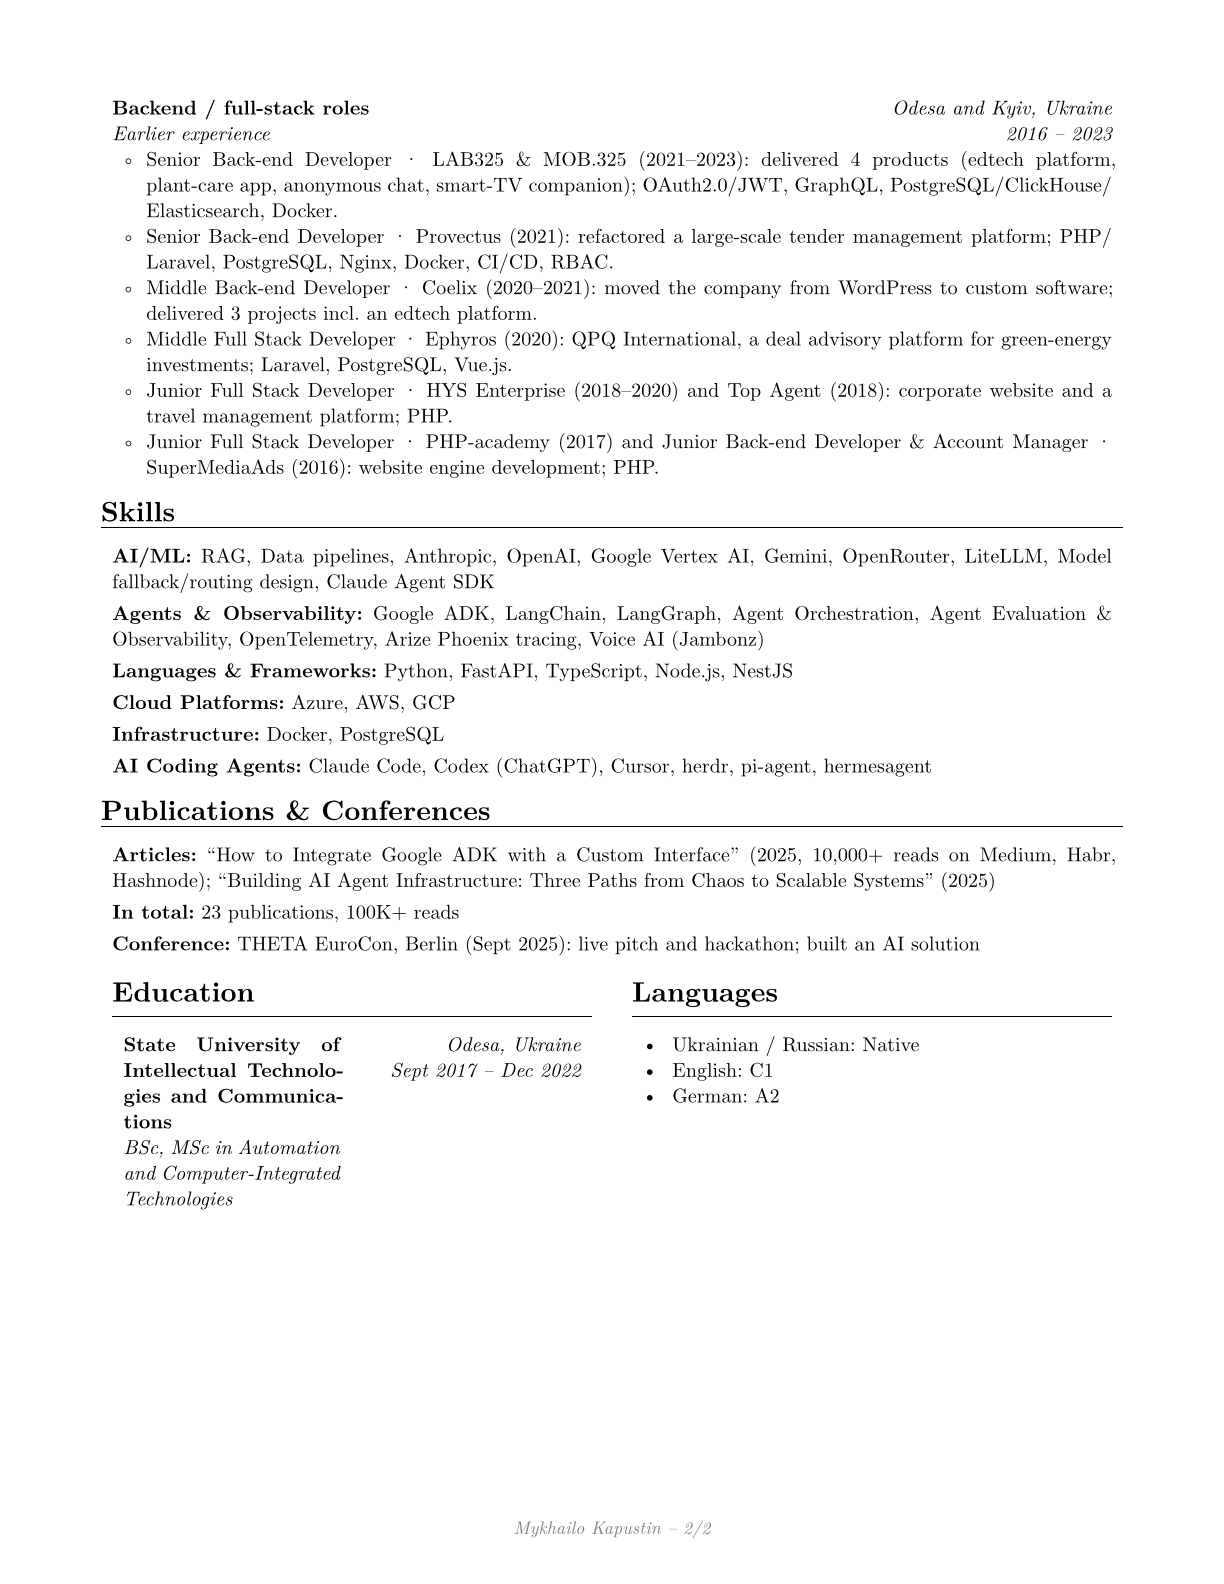 Backend / full-stack roles Odesa and Kyiv, Ukraine
Earlier experience 2016 – 2023
◦ Senior Back-end Developer · LAB325 & MOB.325 (2021–2023): delivered 4 products (edtech platform,
plant-care app, anonymous chat, smart-TV companion); OAuth2.0/JWT, GraphQL, PostgreSQL/ClickHouse/
Elasticsearch, Docker.
◦ Senior Back-end Developer · Provectus (2021): refactored a large-scale tender management platform; PHP/
Laravel, PostgreSQL, Nginx, Docker, CI/CD, RBAC.
◦ Middle Back-end Developer · Coelix (2020–2021): moved the company from WordPress to custom software;
delivered 3 projects incl. an edtech platform.
◦ Middle Full Stack Developer · Ephyros (2020): QPQ International, a deal advisory platform for green-energy
investments; Laravel, PostgreSQL, Vue.js.
◦ Junior Full Stack Developer · HYS Enterprise (2018–2020) and Top Agent (2018): corporate website and a
travel management platform; PHP.
◦ Junior Full Stack Developer · PHP-academy (2017) and Junior Back-end Developer & Account Manager ·
SuperMediaAds (2016): website engine development; PHP.
Skills
AI/ML: RAG, Data pipelines, Anthropic, OpenAI, Google Vertex AI, Gemini, OpenRouter, LiteLLM, Model
fallback/routing design, Claude Agent SDK
Agents & Observability: Google ADK, LangChain, LangGraph, Agent Orchestration, Agent Evaluation &
Observability, OpenTelemetry, Arize Phoenix tracing, Voice AI (Jambonz)
Languages & Frameworks: Python, FastAPI, TypeScript, Node.js, NestJS
Cloud Platforms: Azure, AWS, GCP
Infrastructure: Docker, PostgreSQL
AI Coding Agents: Claude Code, Codex (ChatGPT), Cursor, herdr, pi-agent, hermesagent
Publications & Conferences
Articles: “How to Integrate Google ADK with a Custom Interface” (2025, 10,000+ reads on Medium, Habr,
Hashnode); “Building AI Agent Infrastructure: Three Paths from Chaos to Scalable Systems” (2025)
In total: 23 publications, 100K+ reads
Conference: THETA EuroCon, Berlin (Sept 2025): live pitch and hackathon; built an AI solution
Education
State University of Odesa, Ukraine
Intellectual Technolo- Sept 2017 – Dec 2022
gies and Communica-
tions
BSc, MSc in Automation
and Computer-Integrated
Technologies
Languages
• Ukrainian / Russian: Native
• English: C1
• German: A2
Mykhailo Kapustin – 2/2